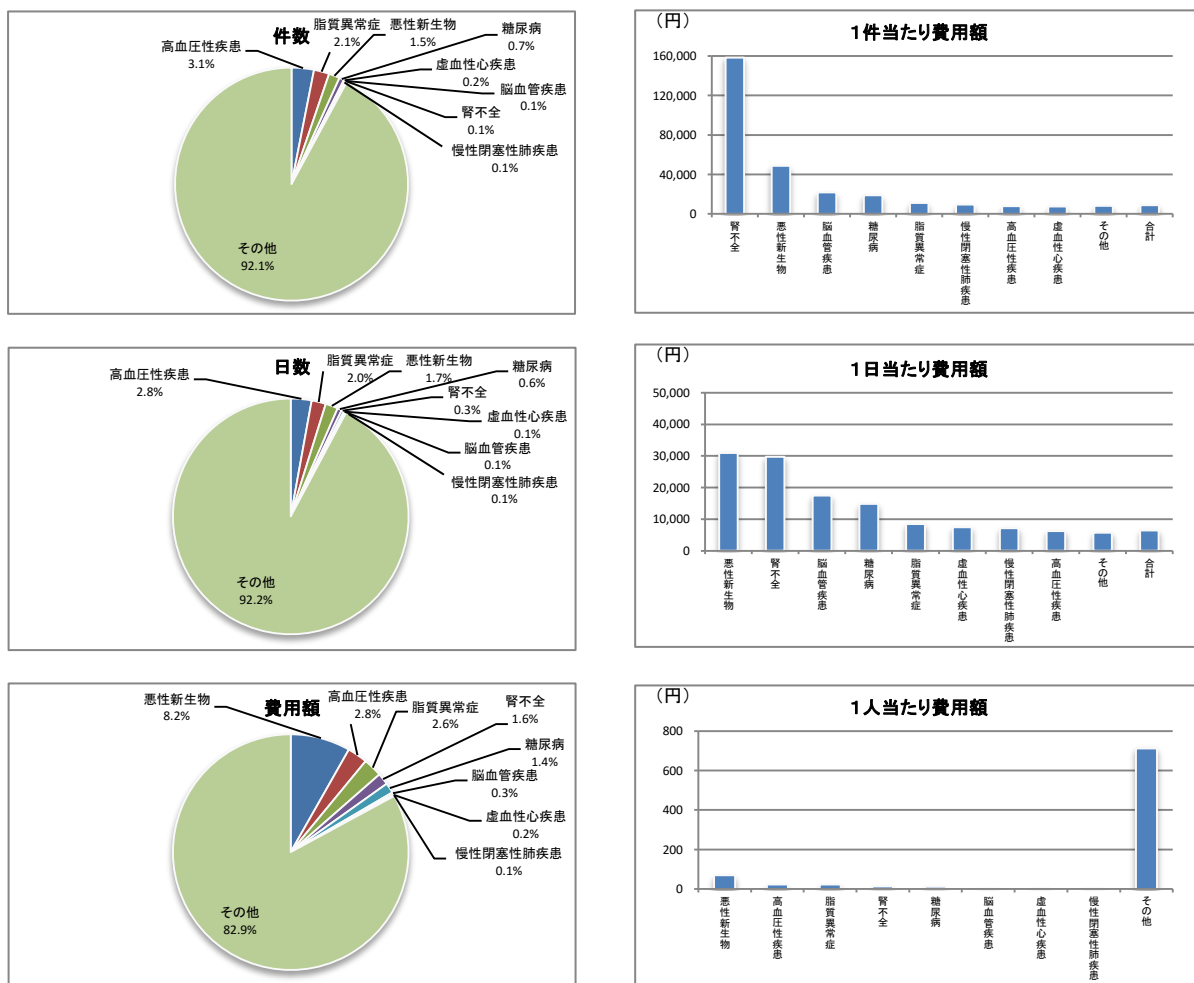 件数
高血圧性疾患
3.1%
脂質異常症
2.1%
悪性新生物
1.5%
糖尿病
0.7%
虚血性心疾患
0.2%
脳血管疾患
0.1%
腎不全
0.1%
慢性閉塞性肺疾患
0.1%
その他
92.1%
(円)
1件当たり費用額
160,000
120,000
80,000
40,000
0
腎不全
悪性新生物
脳血管疾患
糖尿病
脂質異常症
慢性閉塞性肺疾患
高血圧性疾患
虚血性心疾患
その他
合計
日数
高血圧性疾患
2.8%
脂質異常症
2.0%
悪性新生物
1.7%
糖尿病
0.6%
腎不全
0.3%
虚血性心疾患
0.1%
脳血管疾患
0.1%
慢性閉塞性肺疾患
0.1%
その他
92.2%
(円)
1日当たり費用額
50,000
40,000
30,000
20,000
10,000
0
悪性新生物
腎不全
脳血管疾患
糖尿病
脂質異常症
虚血性心疾患
慢性閉塞性肺疾患
高血圧性疾患
その他
合計
費用額
悪性新生物
8.2%
高血圧性疾患
2.8%
脂質異常症
2.6%
腎不全
1.6%
糖尿病
1.4%
脳血管疾患
0.3%
虚血性心疾患
0.2%
慢性閉塞性肺疾患
0.1%
その他
82.9%
(円)
1人当たり費用額
800
600
400
200
0
悪性新生物
高血圧性疾患
脂質異常症
腎不全
糖尿病
脳血管疾患
虚血性心疾患
慢性閉塞性肺疾患
その他